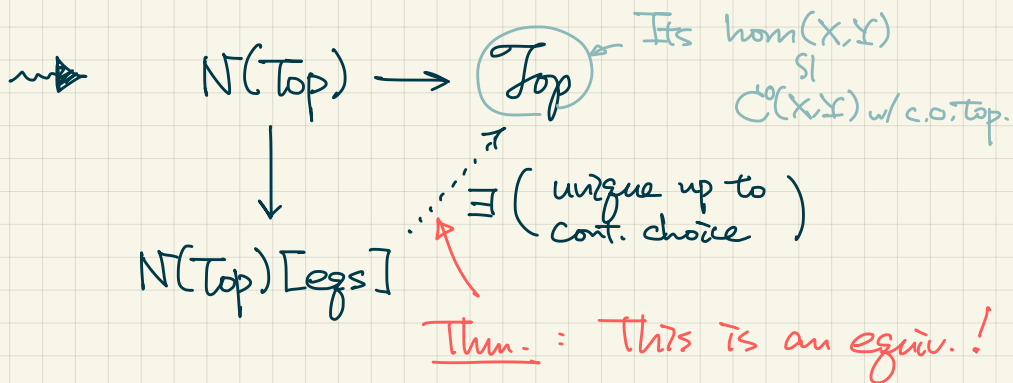 Its hom(X,Y)
N(Top) → Top
S|
C⁰(X,Y) w/ c.o. top.
∃ ( unique up to
cont. choice )
N(Top)[eqs]
Thm. : This is an equiv.!